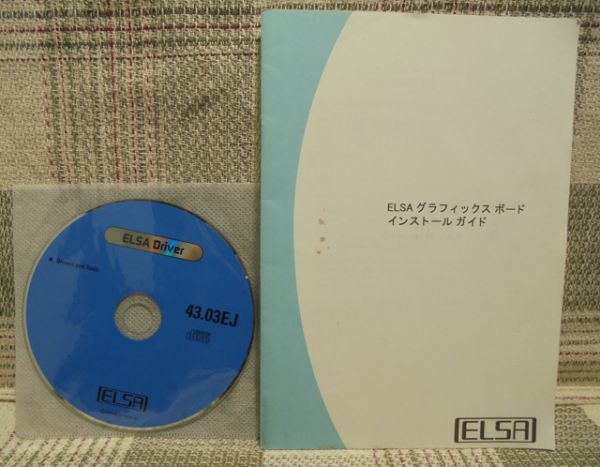 ELSA Driver
Drivers and Tools
43.03EJ
ELSA
ELSA グラフィックス ボード
インストール ガイド
ELSA